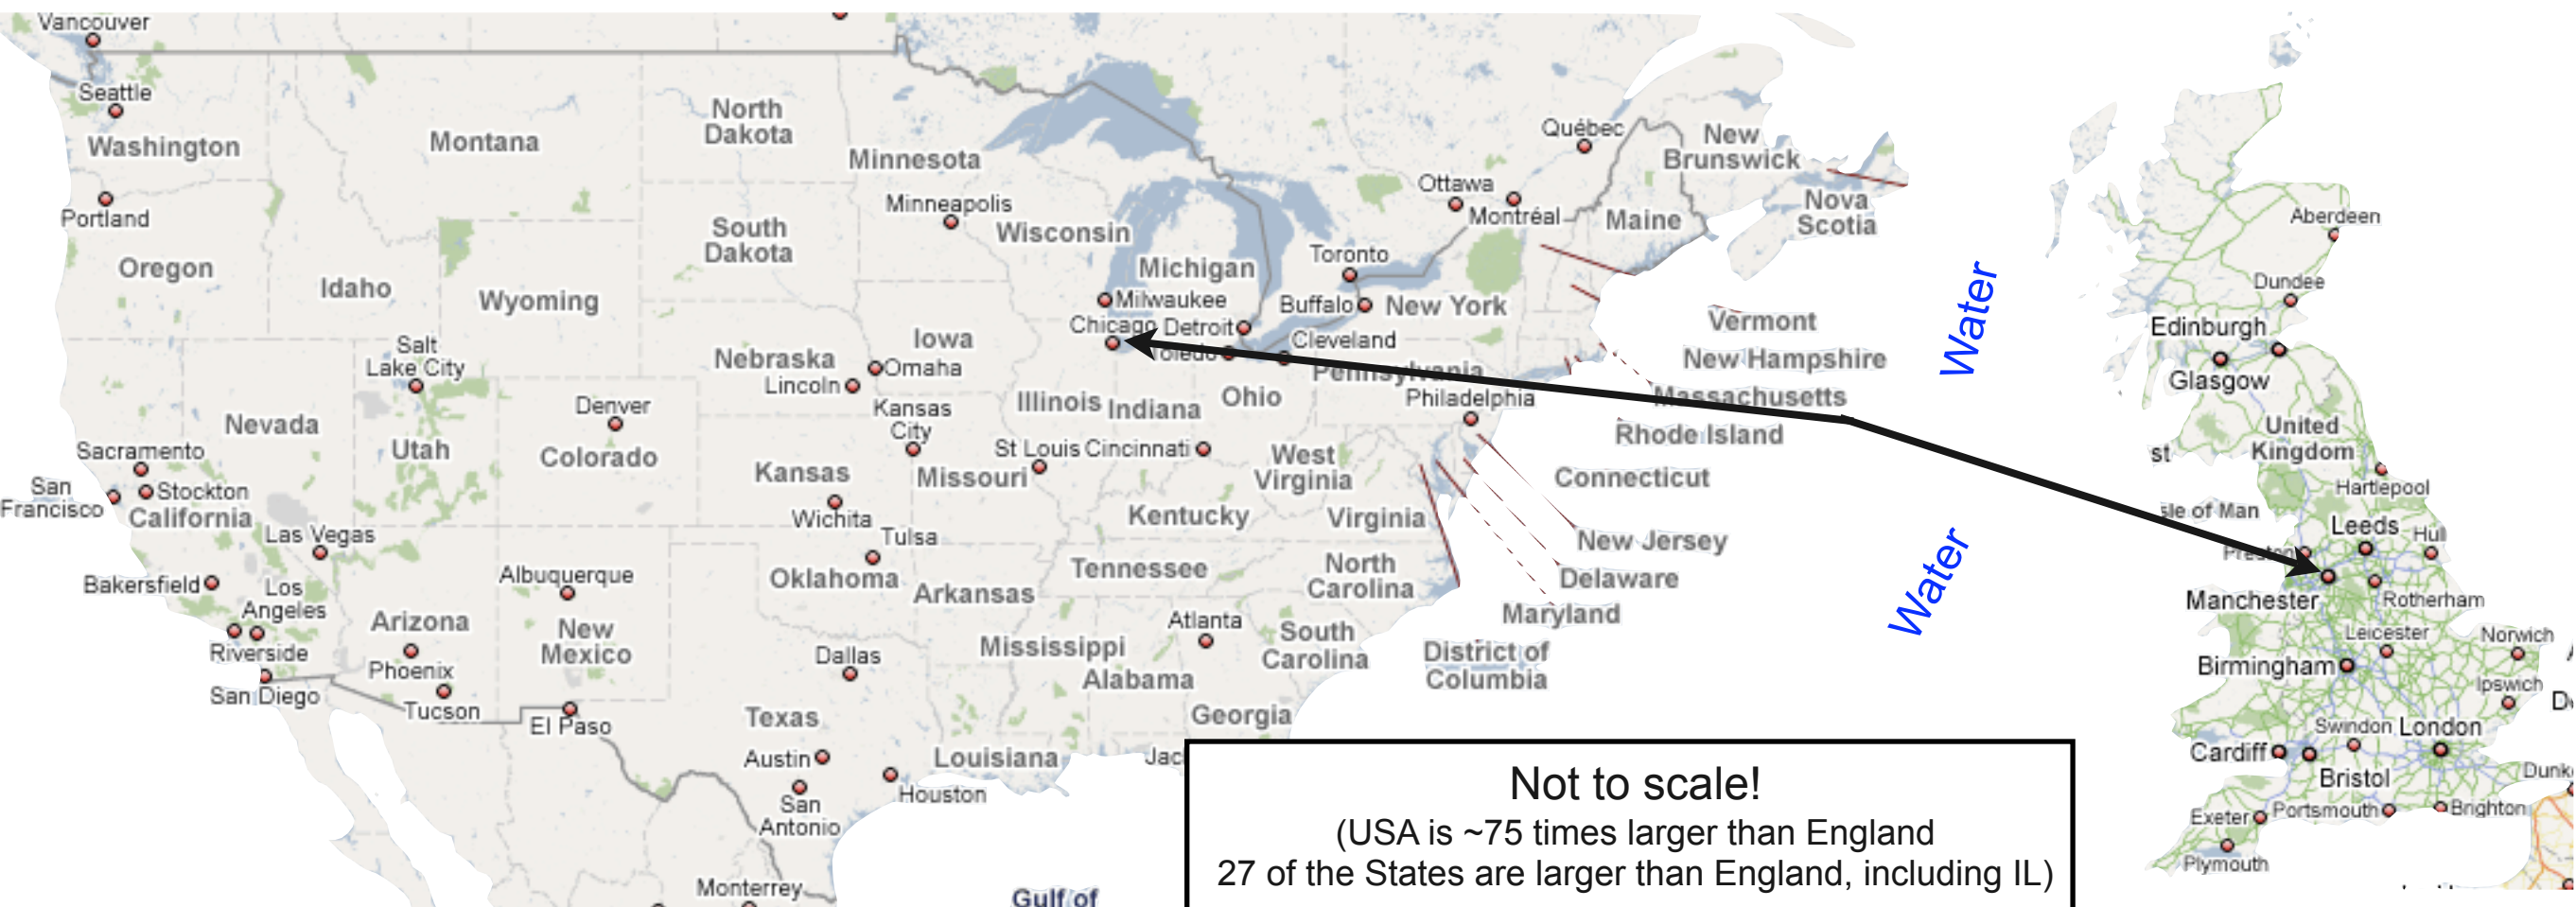 Vancouver
Seattle
Washington
Portland
Oregon
Montana
Idaho
Wyoming
North
Dakota
South
Dakota
Minnesota
Minneapolis
Wisconsin
Michigan
Milwaukee
Chicago
Detroit
Toledo
Cleveland
Iowa
Nebraska
Omaha
Lincoln
Salt
Lake City
Nevada
Utah
Denver
Colorado
Kansas
City
Kansas
Missouri
Wichita
Tulsa
Illinois
Indiana
Ohio
St Louis
Cincinnati
Québec
Ottawa
Montréal
Toronto
Buffalo
New York
Maine
New
Brunswick
Nova
Scotia
Pennsylvania
Philadelphia
Vermont
New Hampshire
Massachusetts
Rhode Island
Connecticut
New Jersey
Delaware
Maryland
District of
Columbia
West
Virginia
Virginia
Kentucky
Tennessee
North
Carolina
South
Carolina
Atlanta
Georgia
Alabama
Mississippi
Louisiana
Arkansas
Oklahoma
Sacramento
San
Francisco
Stockton
California
Las Vegas
Bakersfield
Los
Angeles
Riverside
San Diego
Arizona
Phoenix
Tucson
Albuquerque
New
Mexico
El Paso
Texas
Dallas
Austin
San
Antonio
Houston
Monterrey
Gulf of
Jac
Water
Water
Aberdeen
Dundee
Edinburgh
Glasgow
United
Kingdom
st
Hartlepool
sle of Man
Leeds
Hull
Preston
Manchester
Rotherham
Leicester
Norwich
Birmingham
Ipswich
Swindon
London
Cardiff
Bristol
Dunk
Exeter
Portsmouth
Brighton
Plymouth
Not to scale!
(USA is ~75 times larger than England
27 of the States are larger than England, including IL)